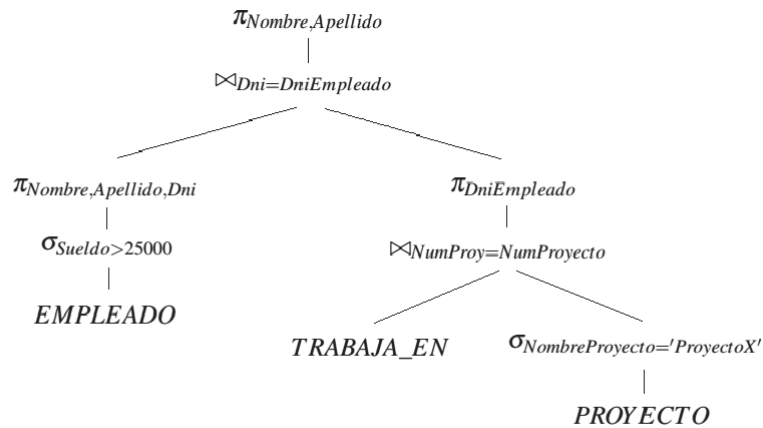 π Nombre,Apellido
⋈ Dni=DniEmpleado
π Nombre,Apellido,Dni
π DniEmpleado
σ Sueldo>25000
⋈ NumProy=NumProyecto
EMPLEADO
TRABAJA_EN
σ NombreProyecto='ProyectoX'
PROYECTO